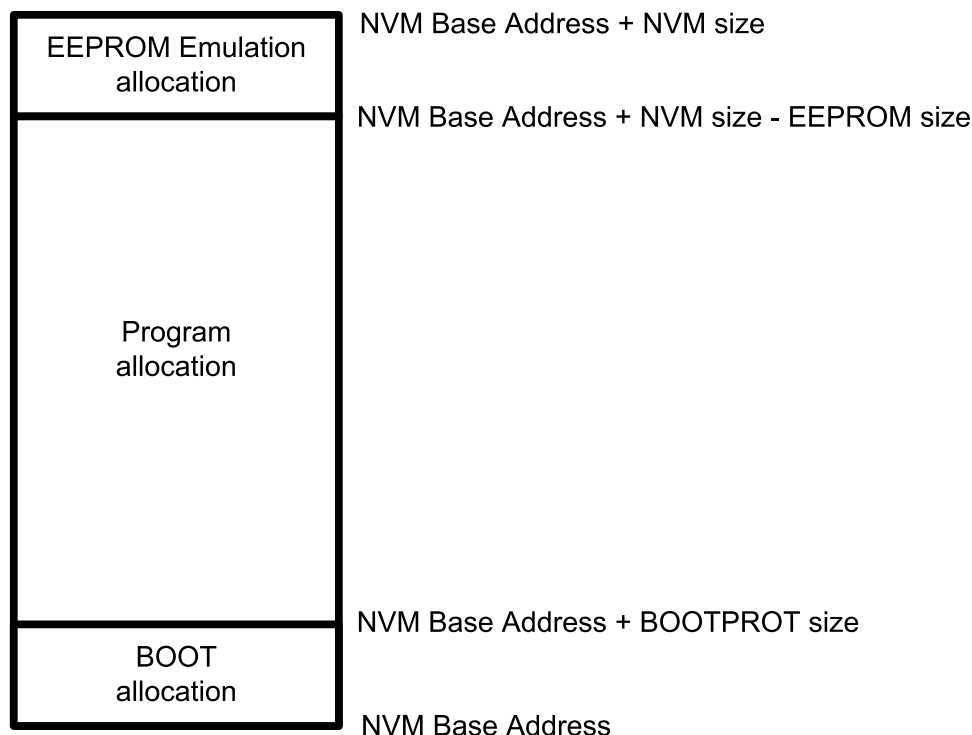 NVM Base Address + NVM size
EEPROM Emulation
allocation
NVM Base Address + NVM size - EEPROM size
Program
allocation
NVM Base Address + BOOTPROT size
BOOT
allocation
NVM Base Address